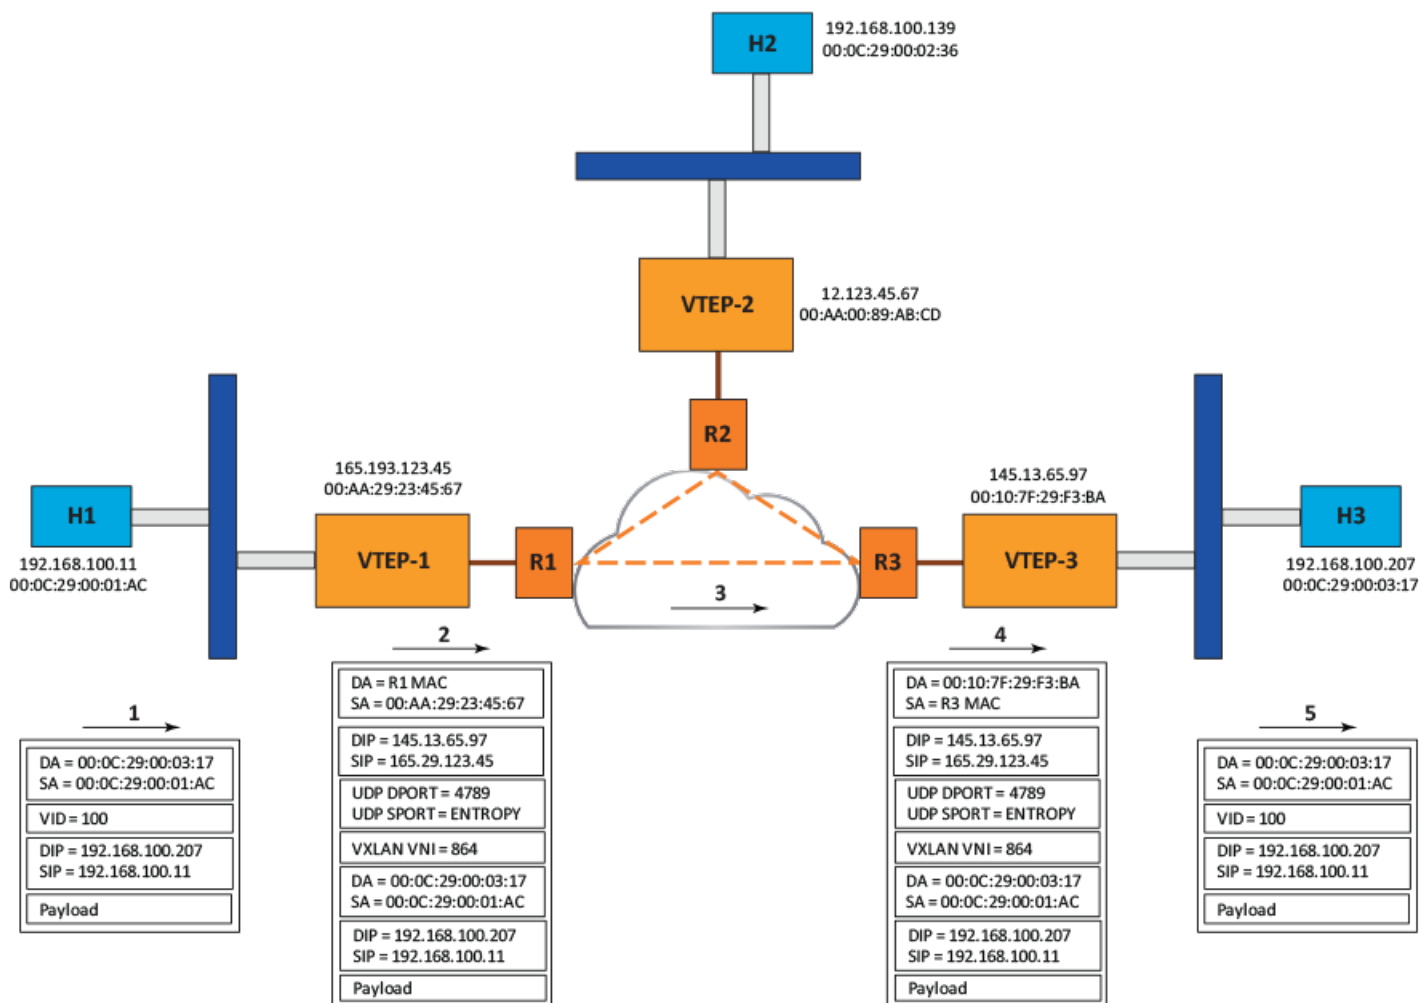 H2
192.168.100.139
00:0C:29:00:02:36
VTEP-2
12.123.45.67
00:AA:00:89:AB:CD
R2
165.193.123.45
00:AA:29:23:45:67
145.13.65.97
00:10:7F:29:F3:BA
H1
192.168.100.11
00:0C:29:00:01:AC
VTEP-1
R1
3
R3
VTEP-3
H3
192.168.100.207
00:0C:29:00:03:17
1
DA = 00:0C:29:00:03:17
SA = 00:0C:29:00:01:AC
VID = 100
DIP = 192.168.100.207
SIP = 192.168.100.11
Payload
2
DA = R1 MAC
SA = 00:AA:29:23:45:67
DIP = 145.13.65.97
SIP = 165.29.123.45
UDP DPORT = 4789
UDP SPORT = ENTROPY
VXLAN VNI = 864
DA = 00:0C:29:00:03:17
SA = 00:0C:29:00:01:AC
DIP = 192.168.100.207
SIP = 192.168.100.11
Payload
4
DA = 00:10:7F:29:F3:BA
SA = R3 MAC
DIP = 145.13.65.97
SIP = 165.29.123.45
UDP DPORT = 4789
UDP SPORT = ENTROPY
VXLAN VNI = 864
DA = 00:0C:29:00:03:17
SA = 00:0C:29:00:01:AC
DIP = 192.168.100.207
SIP = 192.168.100.11
Payload
5
DA = 00:0C:29:00:03:17
SA = 00:0C:29:00:01:AC
VID = 100
DIP = 192.168.100.207
SIP = 192.168.100.11
Payload